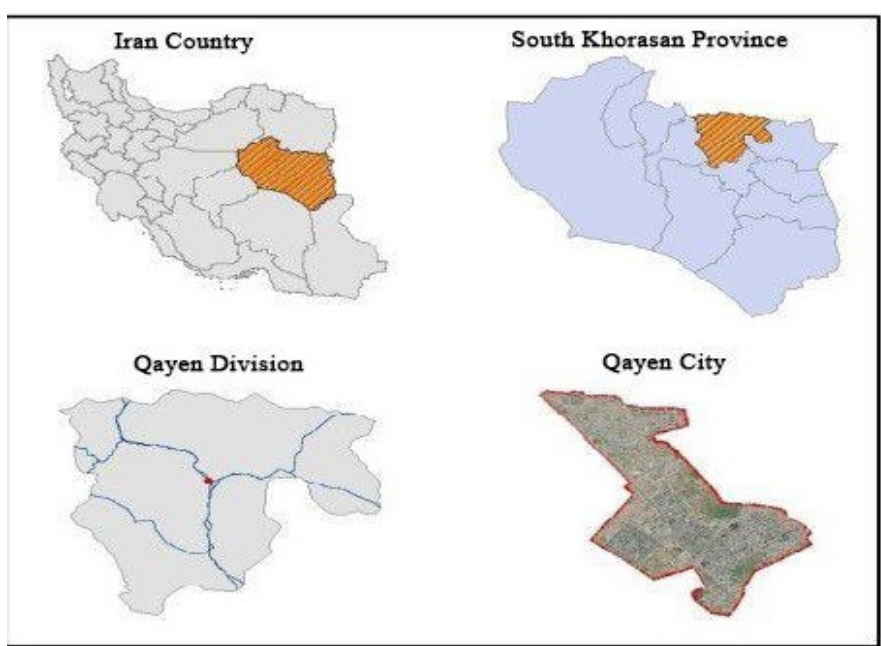 Iran Country
South Khorasan Province
Qayen Division
Qayen City